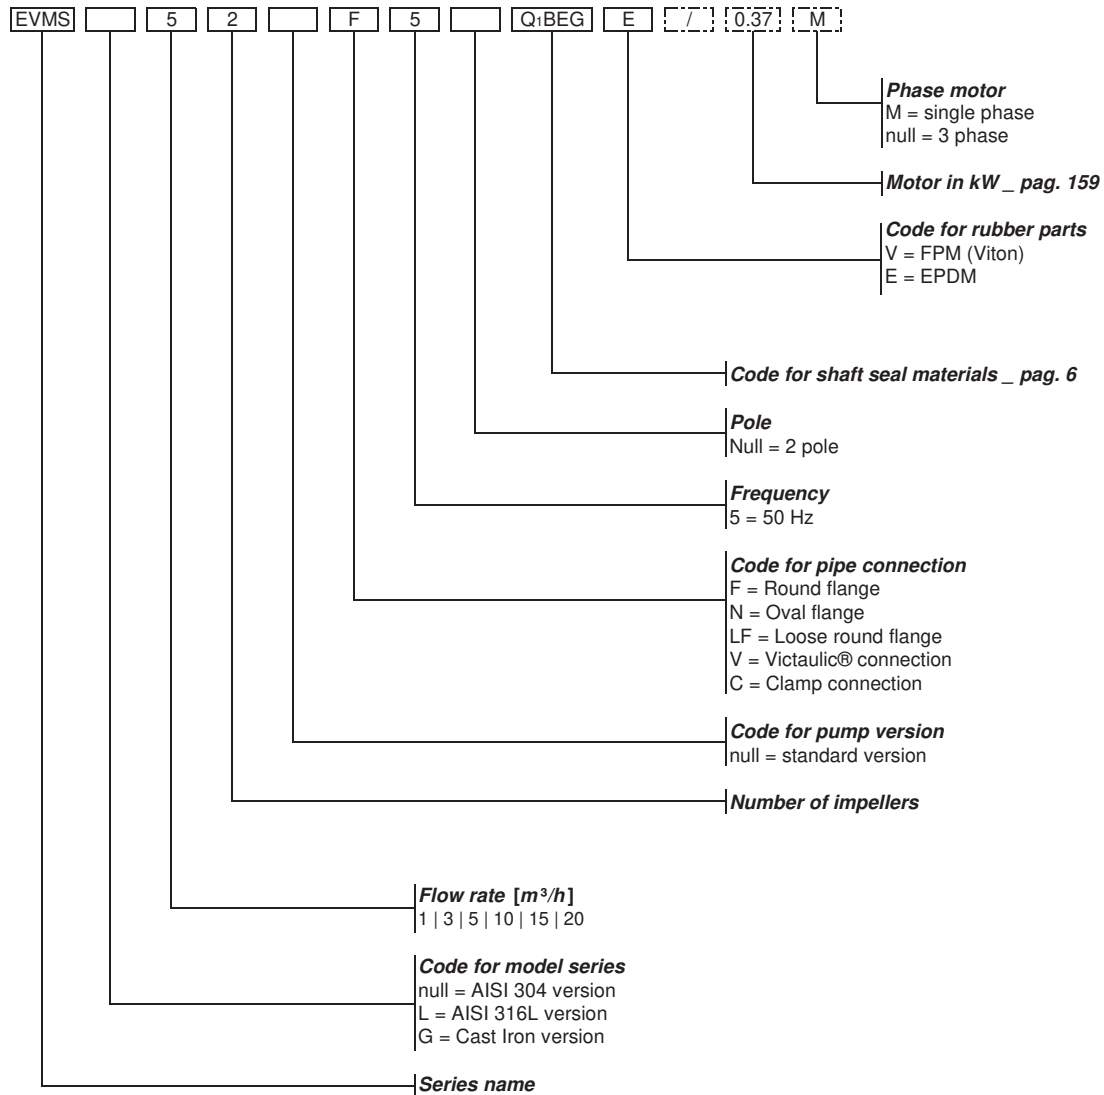 EVMS 5 2 F 5 Q1BEG E / 0.37 M
Phase motor
M = single phase
null = 3 phase
Motor in kW _ pag. 159
Code for rubber parts
V = FPM (Viton)
E = EPDM
Code for shaft seal materials _ pag. 6
Pole
Null = 2 pole
Frequency
5 = 50 Hz
Code for pipe connection
F = Round flange
N = Oval flange
LF = Loose round flange
V = Victaulic® connection
C = Clamp connection
Code for pump version
null = standard version
Number of impellers
Flow rate [m³/h]
1 | 3 | 5 | 10 | 15 | 20
Code for model series
null = AISI 304 version
L = AISI 316L version
G = Cast Iron version
Series name